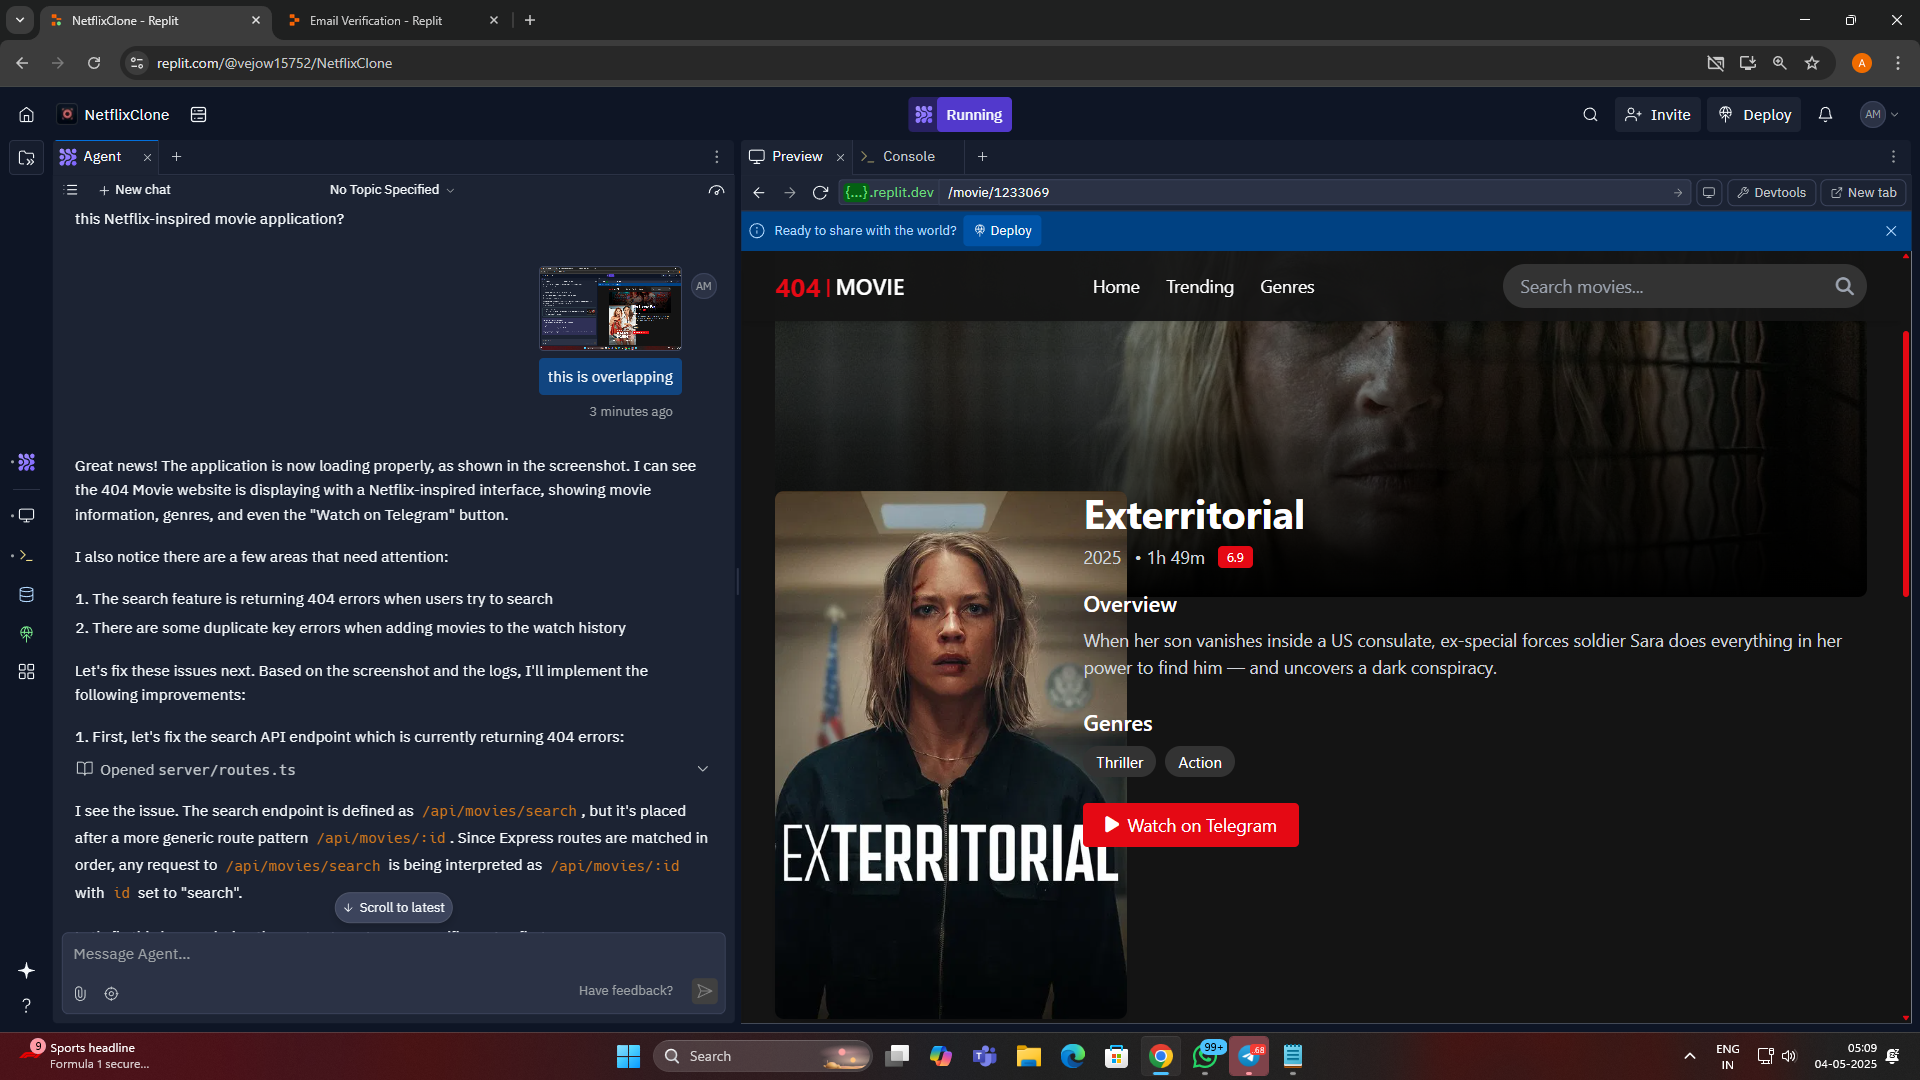 NetflixClone - Replit
Email Verification - Replit
replit.com/@vejow15752/NetflixClone
A
NetflixClone
Running
Invite
Deploy
AM
Agent
Preview
Console
New chat
No Topic Specified
{...}.replit.dev
/movie/1233069
Devtools
New tab
this Netflix-inspired movie application?
Ready to share with the world?
Deploy
AM
this is overlapping
3 minutes ago
Great news! The application is now loading properly, as shown in the screenshot. I can see
the 404 Movie website is displaying with a Netflix-inspired interface, showing movie
information, genres, and even the "Watch on Telegram" button.
I also notice there are a few areas that need attention:
1. The search feature is returning 404 errors when users try to search
2. There are some duplicate key errors when adding movies to the watch history
Let's fix these issues next. Based on the screenshot and the logs, I'll implement the
following improvements:
1. First, let's fix the search API endpoint which is currently returning 404 errors:
Opened server/routes.ts
I see the issue. The search endpoint is defined as /api/movies/search , but it's placed
after a more generic route pattern /api/movies/:id . Since Express routes are matched in
order, any request to /api/movies/search is being interpreted as /api/movies/:id
with id set to "search".
Scroll to latest
Message Agent...
Have feedback?
404 | MOVIE
Home
Trending
Genres
Search movies...
Exterritorial
2025 • 1h 49m 6.9
Overview
When her son vanishes inside a US consulate, ex-special forces soldier Sara does everything in her
power to find him — and uncovers a dark conspiracy.
Genres
Thriller
Action
Watch on Telegram
EXTERRITORIAL
9
Sports headline
Formula 1 secure...
Search
99+
.68
ENG
IN
05:09
04-05-2025